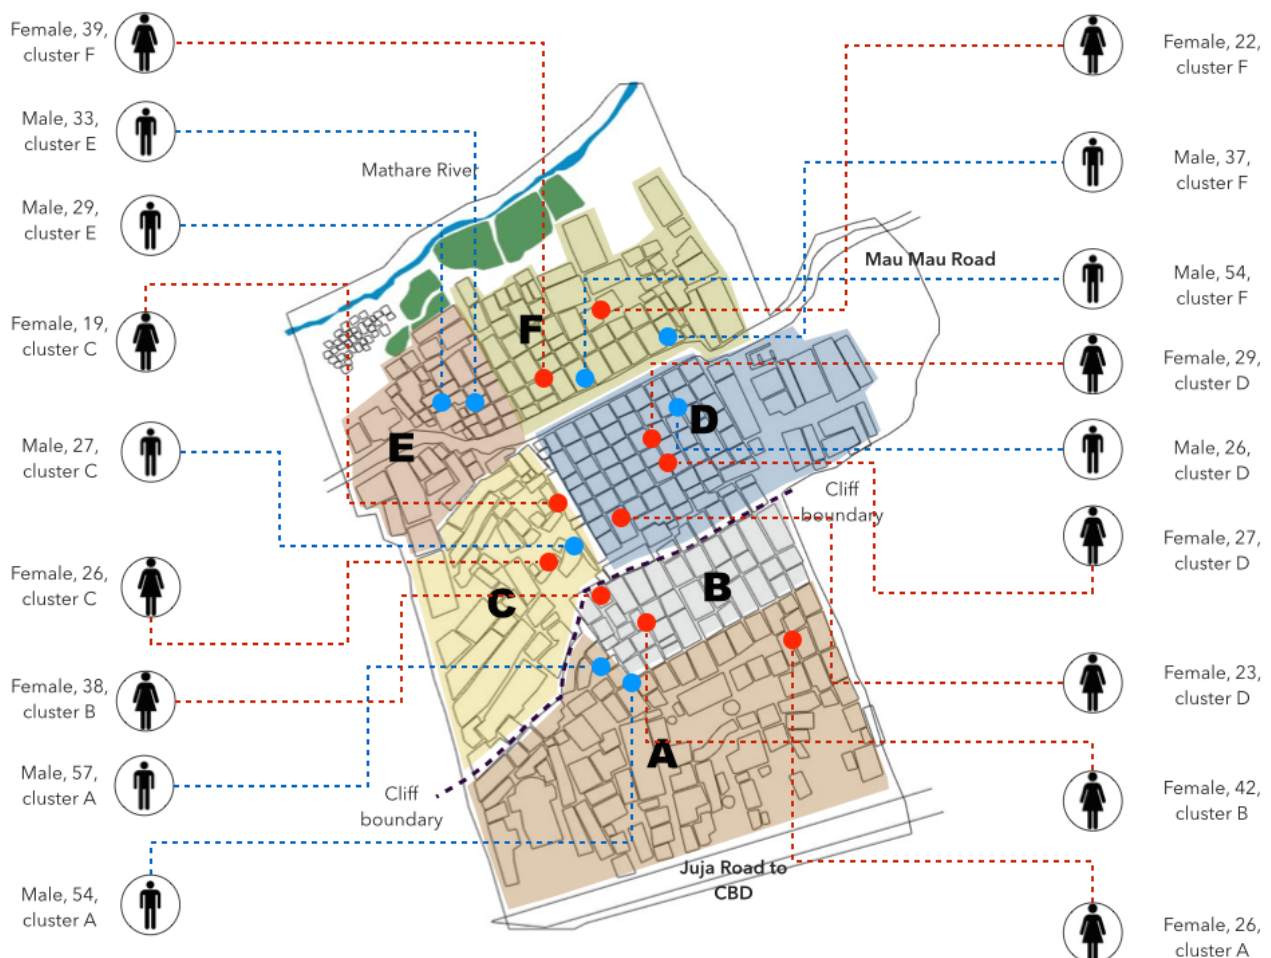 Female, 39,
cluster F
Male, 33,
cluster E
Male, 29,
cluster E
Female, 19,
cluster C
Male, 27,
cluster C
Female, 26,
cluster C
Female, 38,
cluster B
Male, 57,
cluster A
Male, 54,
cluster A
Mathare River
Mau Mau Road
F
D
E
Cliff
boundary
C
B
A
Cliff
boundary
Juja Road to
CBD
Female, 22,
cluster F
Male, 37,
cluster F
Male, 54,
cluster F
Female, 29,
cluster D
Male, 26,
cluster D
Female, 27,
cluster D
Female, 23,
cluster D
Female, 42,
cluster B
Female, 26,
cluster A